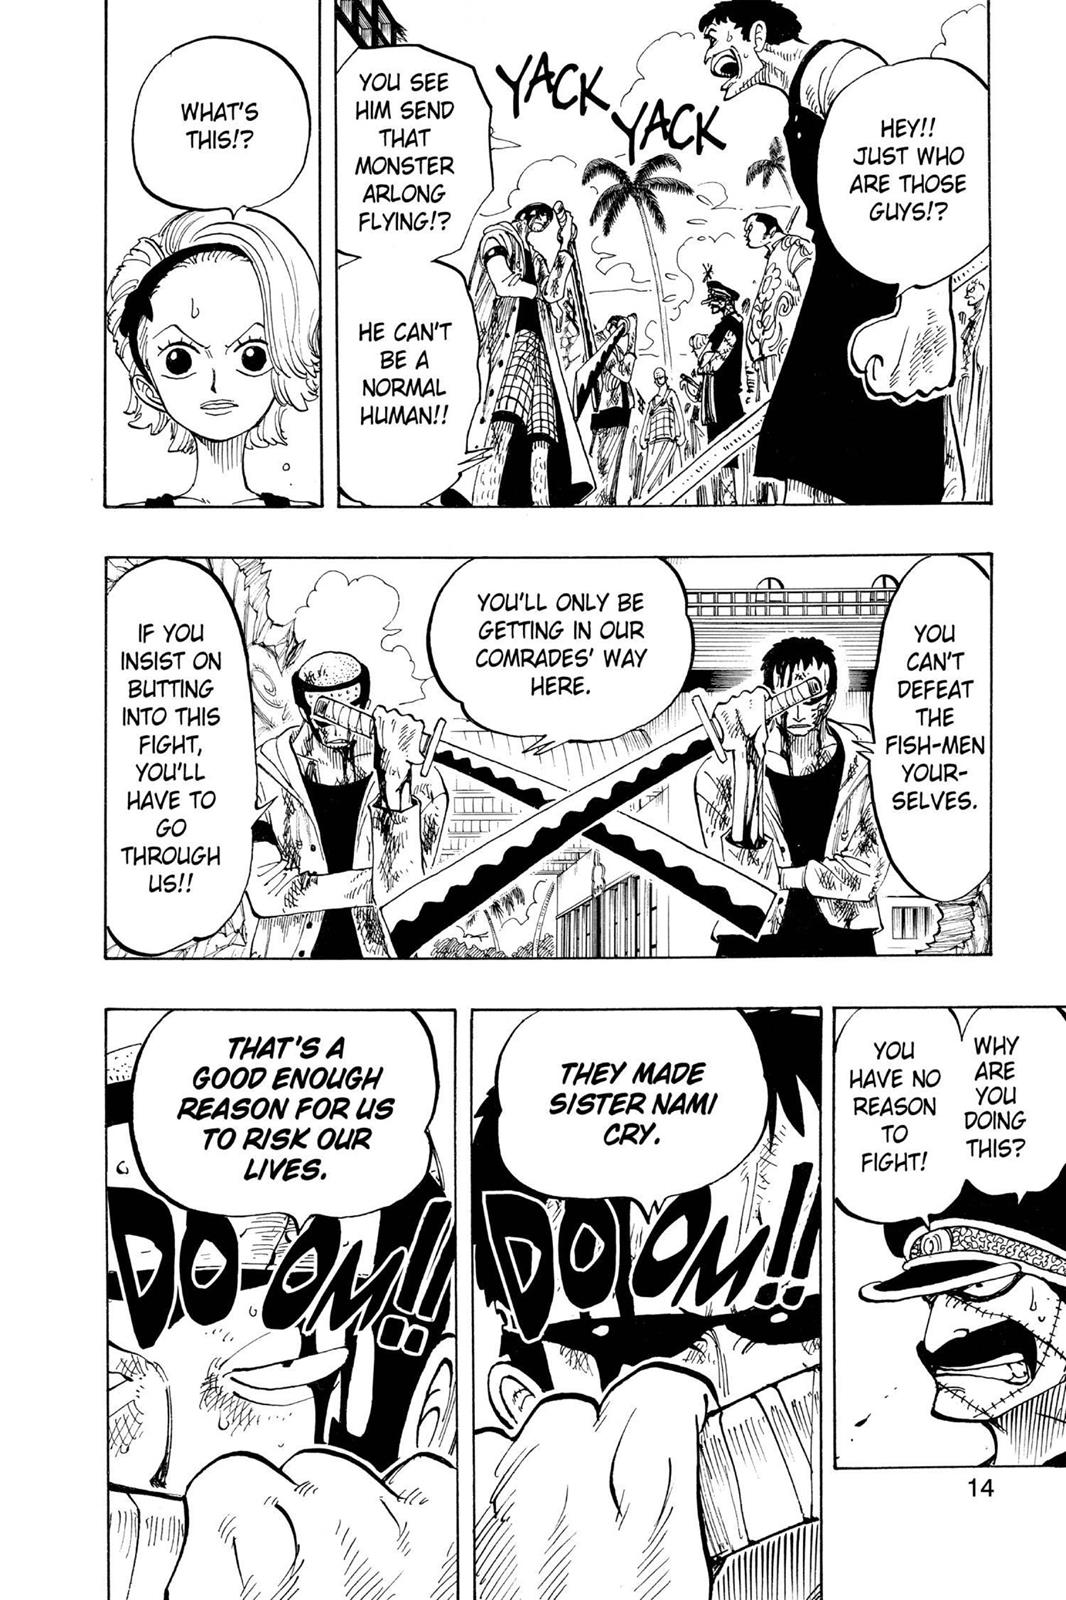 HEY!!
JUST WHO
ARE THOSE
GUYS!?
YACK
YACK
YOU SEE
HIM SEND
THAT
MONSTER
ARLONG
FLYING!?
HE CAN'T
BE A
NORMAL
HUMAN!!
WHAT'S
THIS!?
YOU
CAN'T
DEFEAT
THE
FISH-MEN
YOUR-
SELVES.
YOU'LL ONLY BE
GETTING IN OUR
COMRADES' WAY
HERE.
IF YOU
INSIST ON
BUTTING
INTO THIS
FIGHT,
YOU'LL
HAVE TO
GO
THROUGH
US!!
WHY
ARE
YOU
DOING
THIS?
YOU
HAVE NO
REASON
TO
FIGHT!
THEY MADE
SISTER NAMI
CRY.
DOOM!!
THAT'S A
GOOD ENOUGH
REASON FOR US
TO RISK OUR
LIVES.
DO-OM!!
14